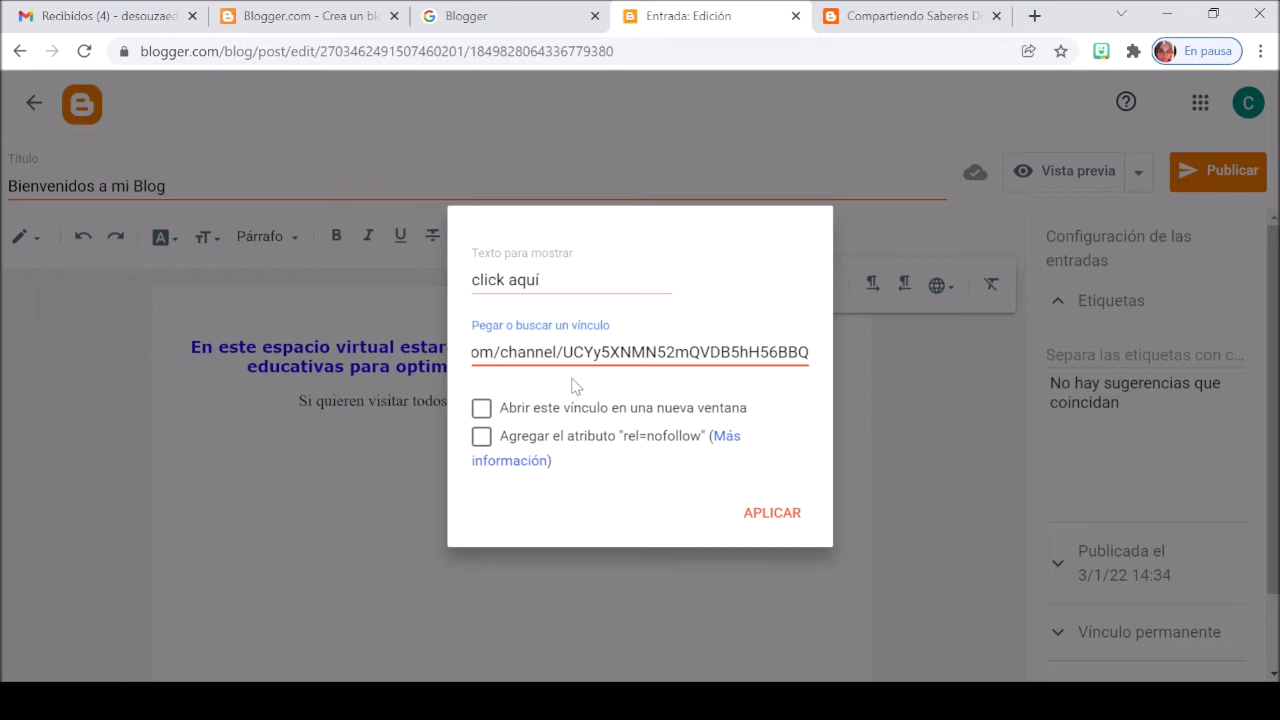 Recibidos (4) - desouzaed
Blogger.com - Crea un bl
Blogger
Entrada: Edición
Compartiendo Saberes D
blogger.com/blog/post/edit/2703462491507460201/1849828064336779380
En pausa
C
Título
Bienvenidos a mi Blog
Vista previa
Publicar
Párrafo
B I U
Configuración de las
entradas
Etiquetas
Separa las etiquetas con c...
No hay sugerencias que
coincidan
Publicada el
3/1/22 14:34
Vínculo permanente
En este espacio virtual estar
educativas para optim
Sí quieren visitar todos
Texto para mostrar
click aquí
Pegar o buscar un vínculo
om/channel/UCYy5XNMN52mQVDB5hH56BBQ
Abrir este vínculo en una nueva ventana
Agregar el atributo "rel=nofollow" (Más
información)
APLICAR